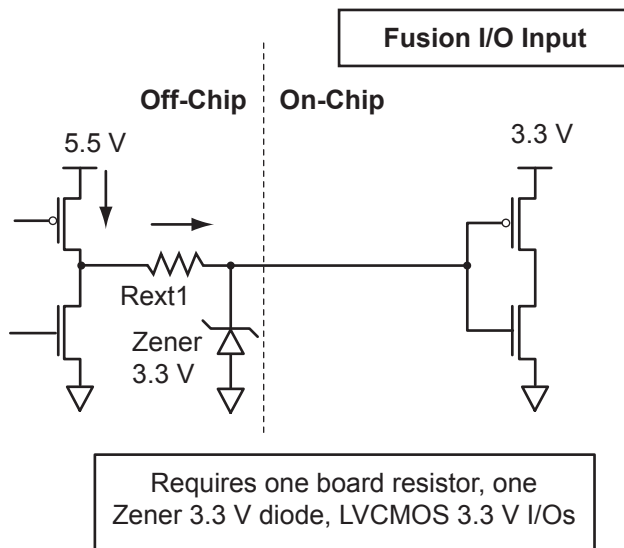 Fusion I/O Input
Off-Chip
On-Chip
5.5 V
3.3 V
Rext1
Zener
3.3 V
Requires one board resistor, one
Zener 3.3 V diode, LVCMOS 3.3 V I/Os